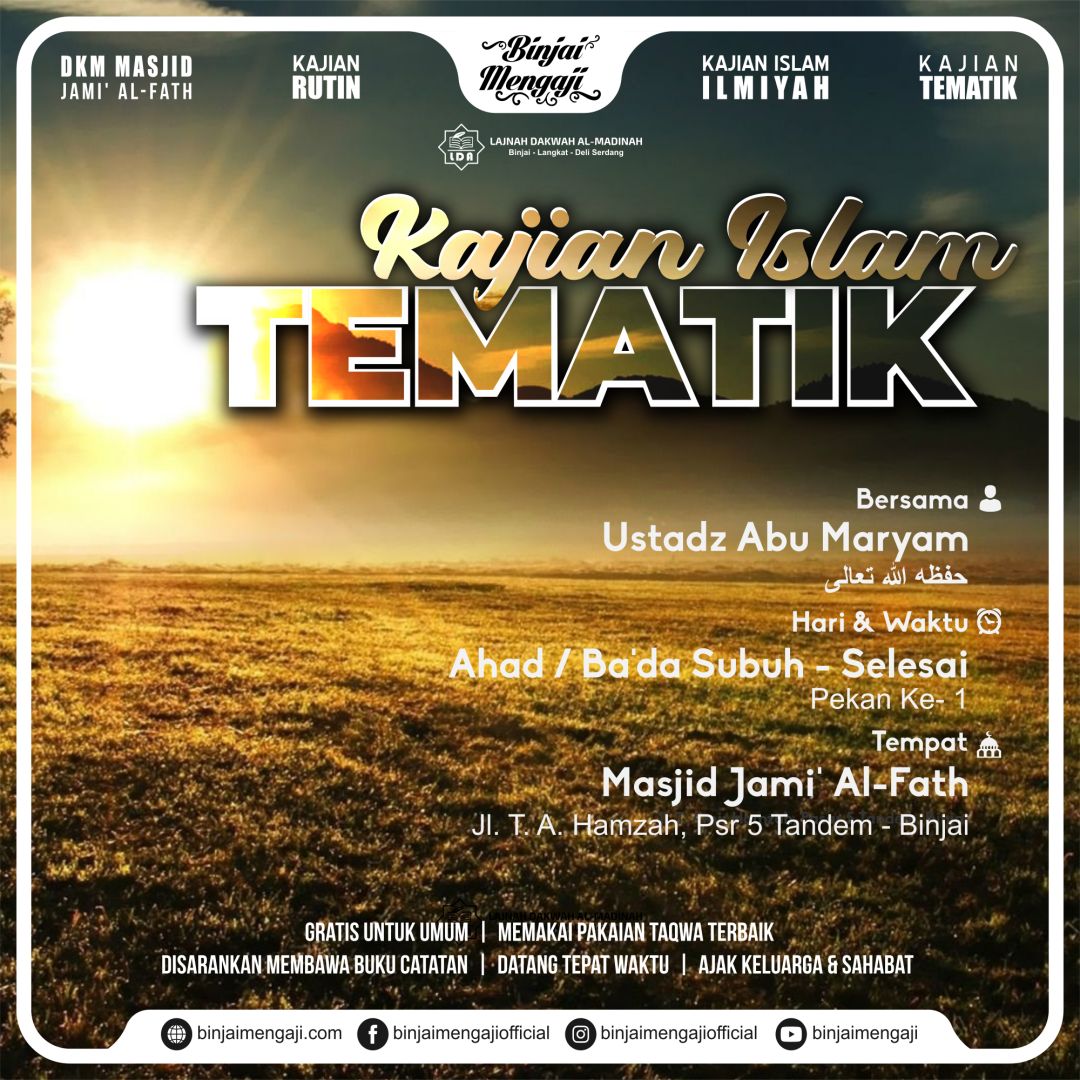 DKM MASJID
JAMI' AL-FATH
KAJIAN
RUTIN
Binjai
Mengaji
KAJIAN ISLAM
ILMIYAH
KAJIAN
TEMATIK
LDA
LAJNAH DAKWAH AL-MADINAH
Binjai - Langkat - Deli Serdang
Kajian Islam
TEMATIK
Bersama
Ustadz Abu Maryam
حفظه الله تعالى
Hari & Waktu
Ahad / Ba'da Subuh - Selesai
Pekan Ke- 1
Tempat
Masjid Jami' Al-Fath
Jl. T. A. Hamzah, Psr 5 Tandem - Binjai
LAJNAH DAKWAH AL-MADINAH
GRATIS UNTUK UMUM | MEMAKAI PAKAIAN TAQWA TERBAIK
DISARANKAN MEMBAWA BUKU CATATAN | DATANG TEPAT WAKTU | AJAK KELUARGA & SAHABAT
binjaimengaji.com binjaimengajiofficial binjaimengajiofficial binjaimengaji